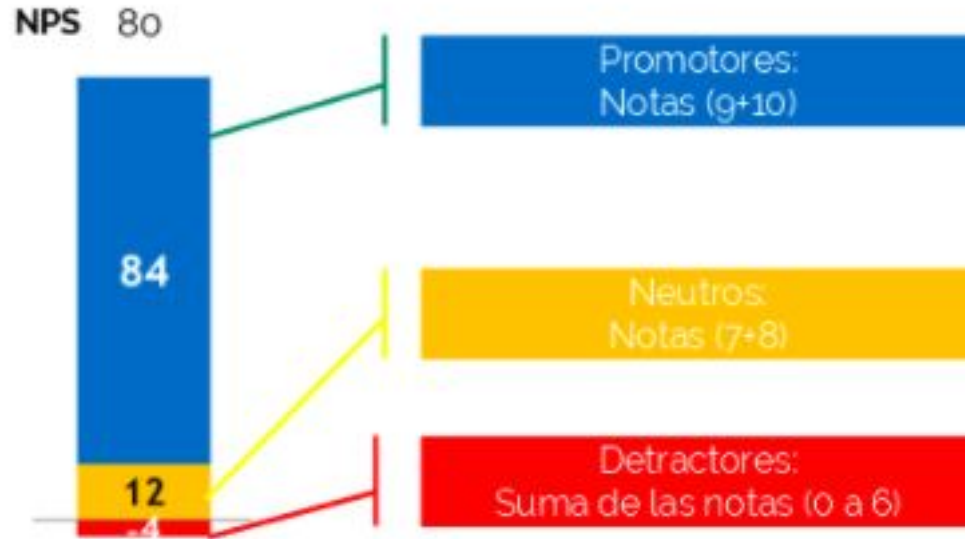 NPS 80
Promotores:
Notas (9+10)
84
Neutros:
Notas (7+8)
12
Detractores:
Suma de las notas (0 a 6)
-4